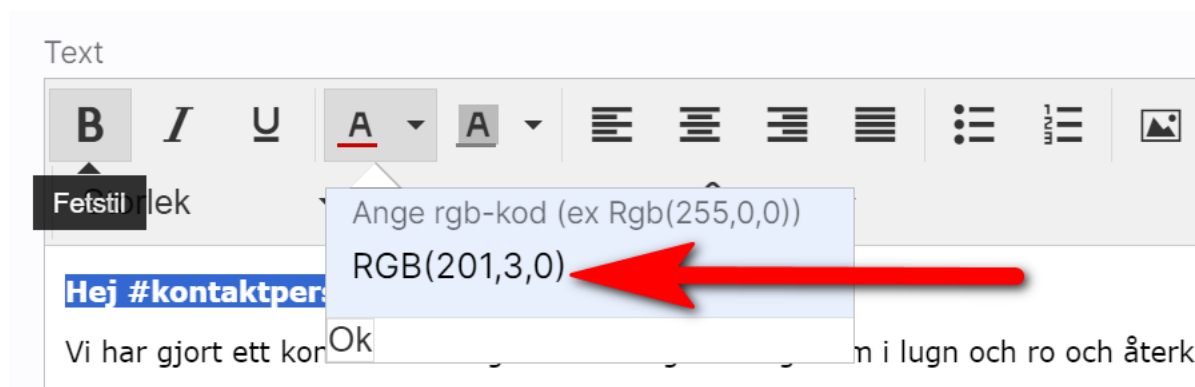 Text
B I U A A
Fetstil rlek
Ange rgb-kod (ex Rgb(255,0,0))
RGB(201,3,0)
Hej #kontaktpers
Ok
Vi har gjort ett kon m i lugn och ro och återk